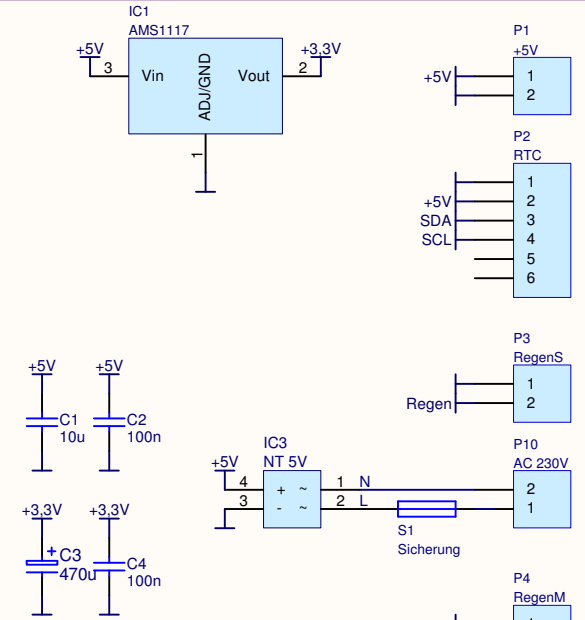 IC1
AMS1117
+5V
3
Vin
ADJ/GND
Vout
2
+3,3V
1
P1
+5V
+5V
1
2
P2
RTC
1
+5V
2
SDA
3
SCL
4
5
6
P3
RegenS
1
Regen
2
+5V
+5V
C1
10u
C2
100n
+3,3V
+3,3V
+
C3
470u
C4
100n
IC3
NT 5V
+5V
4
+
~
1
N
3
-
~
2
L
S1
Sicherung
P10
AC 230V
2
1
P4
RegenM